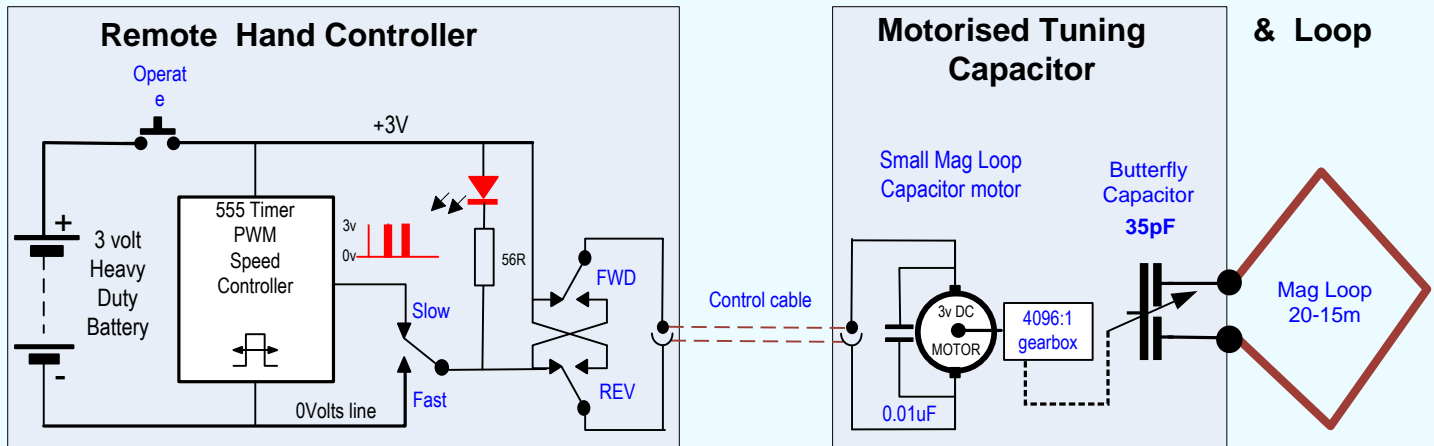 Remote Hand Controller
Operat
e
+3V
+
3 volt
Heavy
Duty
Battery
-
555 Timer
PWM
Speed
Controller
3v
0v
56R
Slow
Fast
0Volts line
FWD
REV
Control cable
Motorised Tuning
Capacitor
Small Mag Loop
Capacitor motor
3v DC
MOTOR
0.01uF
4096:1
gearbox
Butterfly
Capacitor
35pF
& Loop
Mag Loop
20-15m